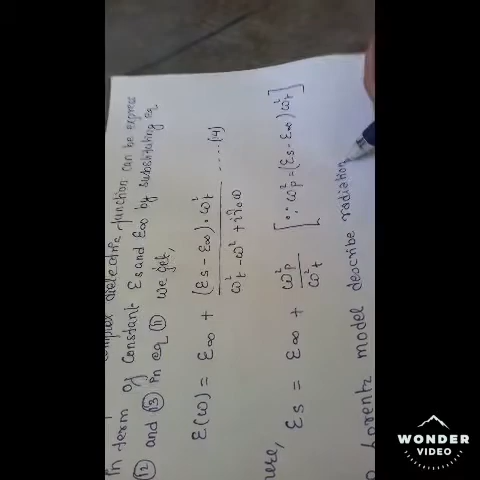 complex dielectric function can be express
in term of constant εs and ε∞ by substituting eq
⑫ and ⑬ in eq ⑪ we get,
ε(ω) = ε∞ + (εs - ε∞) · ωt² / ωt² - ω² + iγ0ω ....(14)
εs = ε∞ + ωp² / ωt² [∵ ωp² = (εs - ε∞) ωt²]
Lorentz model describe radiation
WONDER
VIDEO